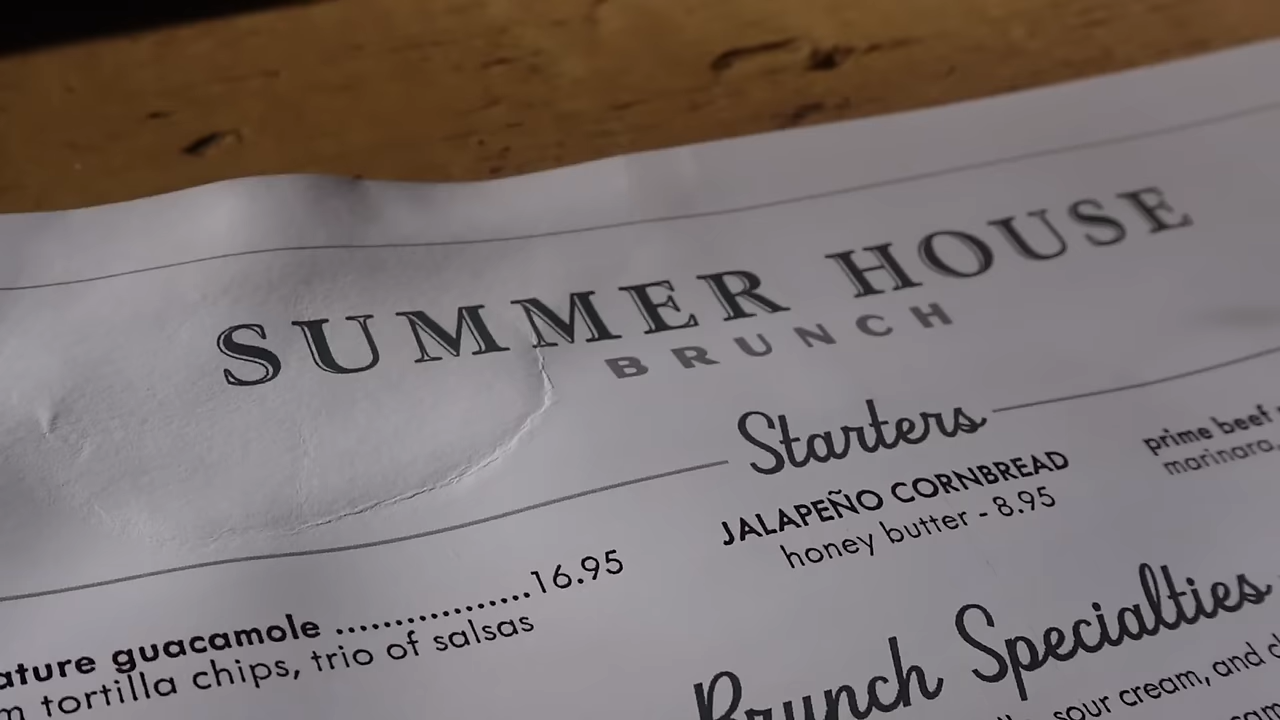 SUMMER HOUSE
BRUNCH
Starters
guacamole ................16.95
tortilla chips, trio of salsas
JALAPEÑO CORNBREAD
honey butter - 8.95
prime beef
marinara,
Brunch Specialties
sour cream, and